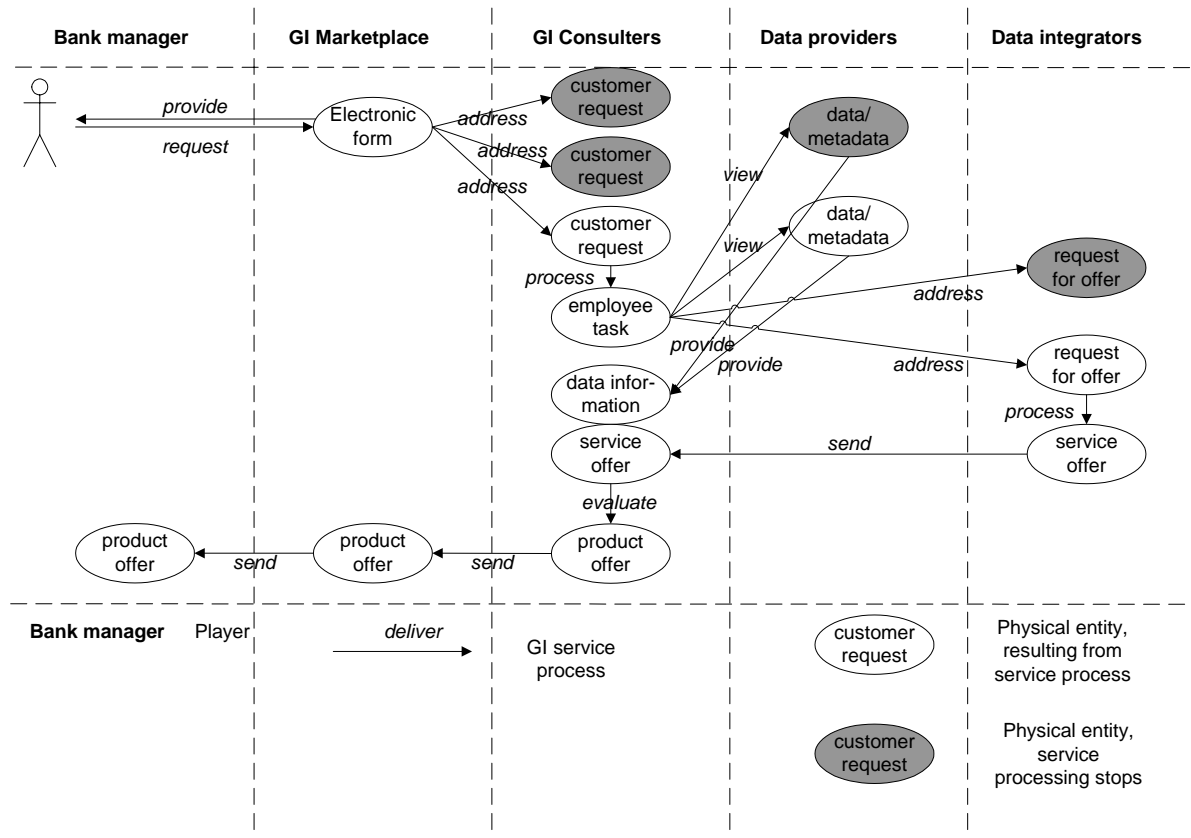 Bank manager
GI Marketplace
GI Consulters
Data providers
Data integrators
provide
request
Electronic
form
address
address
address
customer
request
customer
request
customer
request
process
employee
task
view
view
data/
metadata
data/
metadata
provide
provide
address
address
request
for offer
request
for offer
process
service
offer
send
data infor-
mation
service
offer
evaluate
product
offer
send
product
offer
send
product
offer
Bank manager
Player
deliver
GI service
process
customer
request
Physical entity,
resulting from
service process
customer
request
Physical entity,
service
processing stops